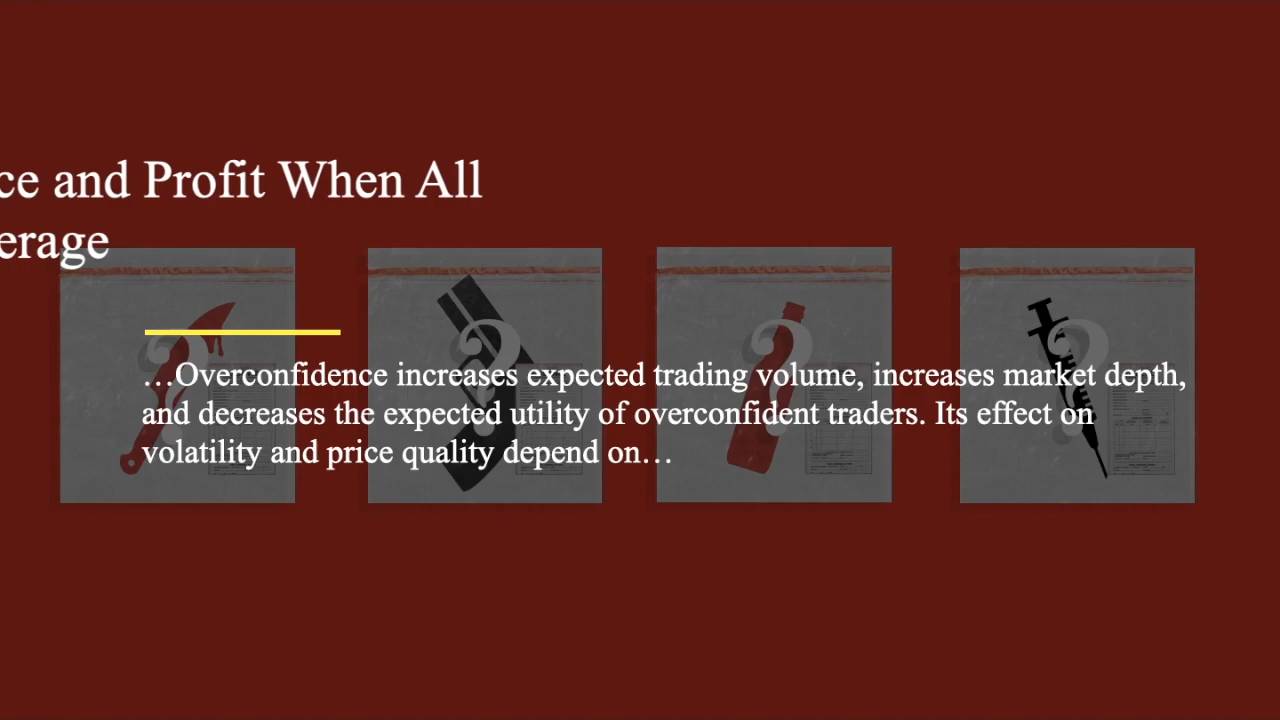 ce and Profit When All
erage
…Overconfidence increases expected trading volume, increases market depth,
and decreases the expected utility of overconfident traders. Its effect on
volatility and price quality depend on…
? ? ? ?